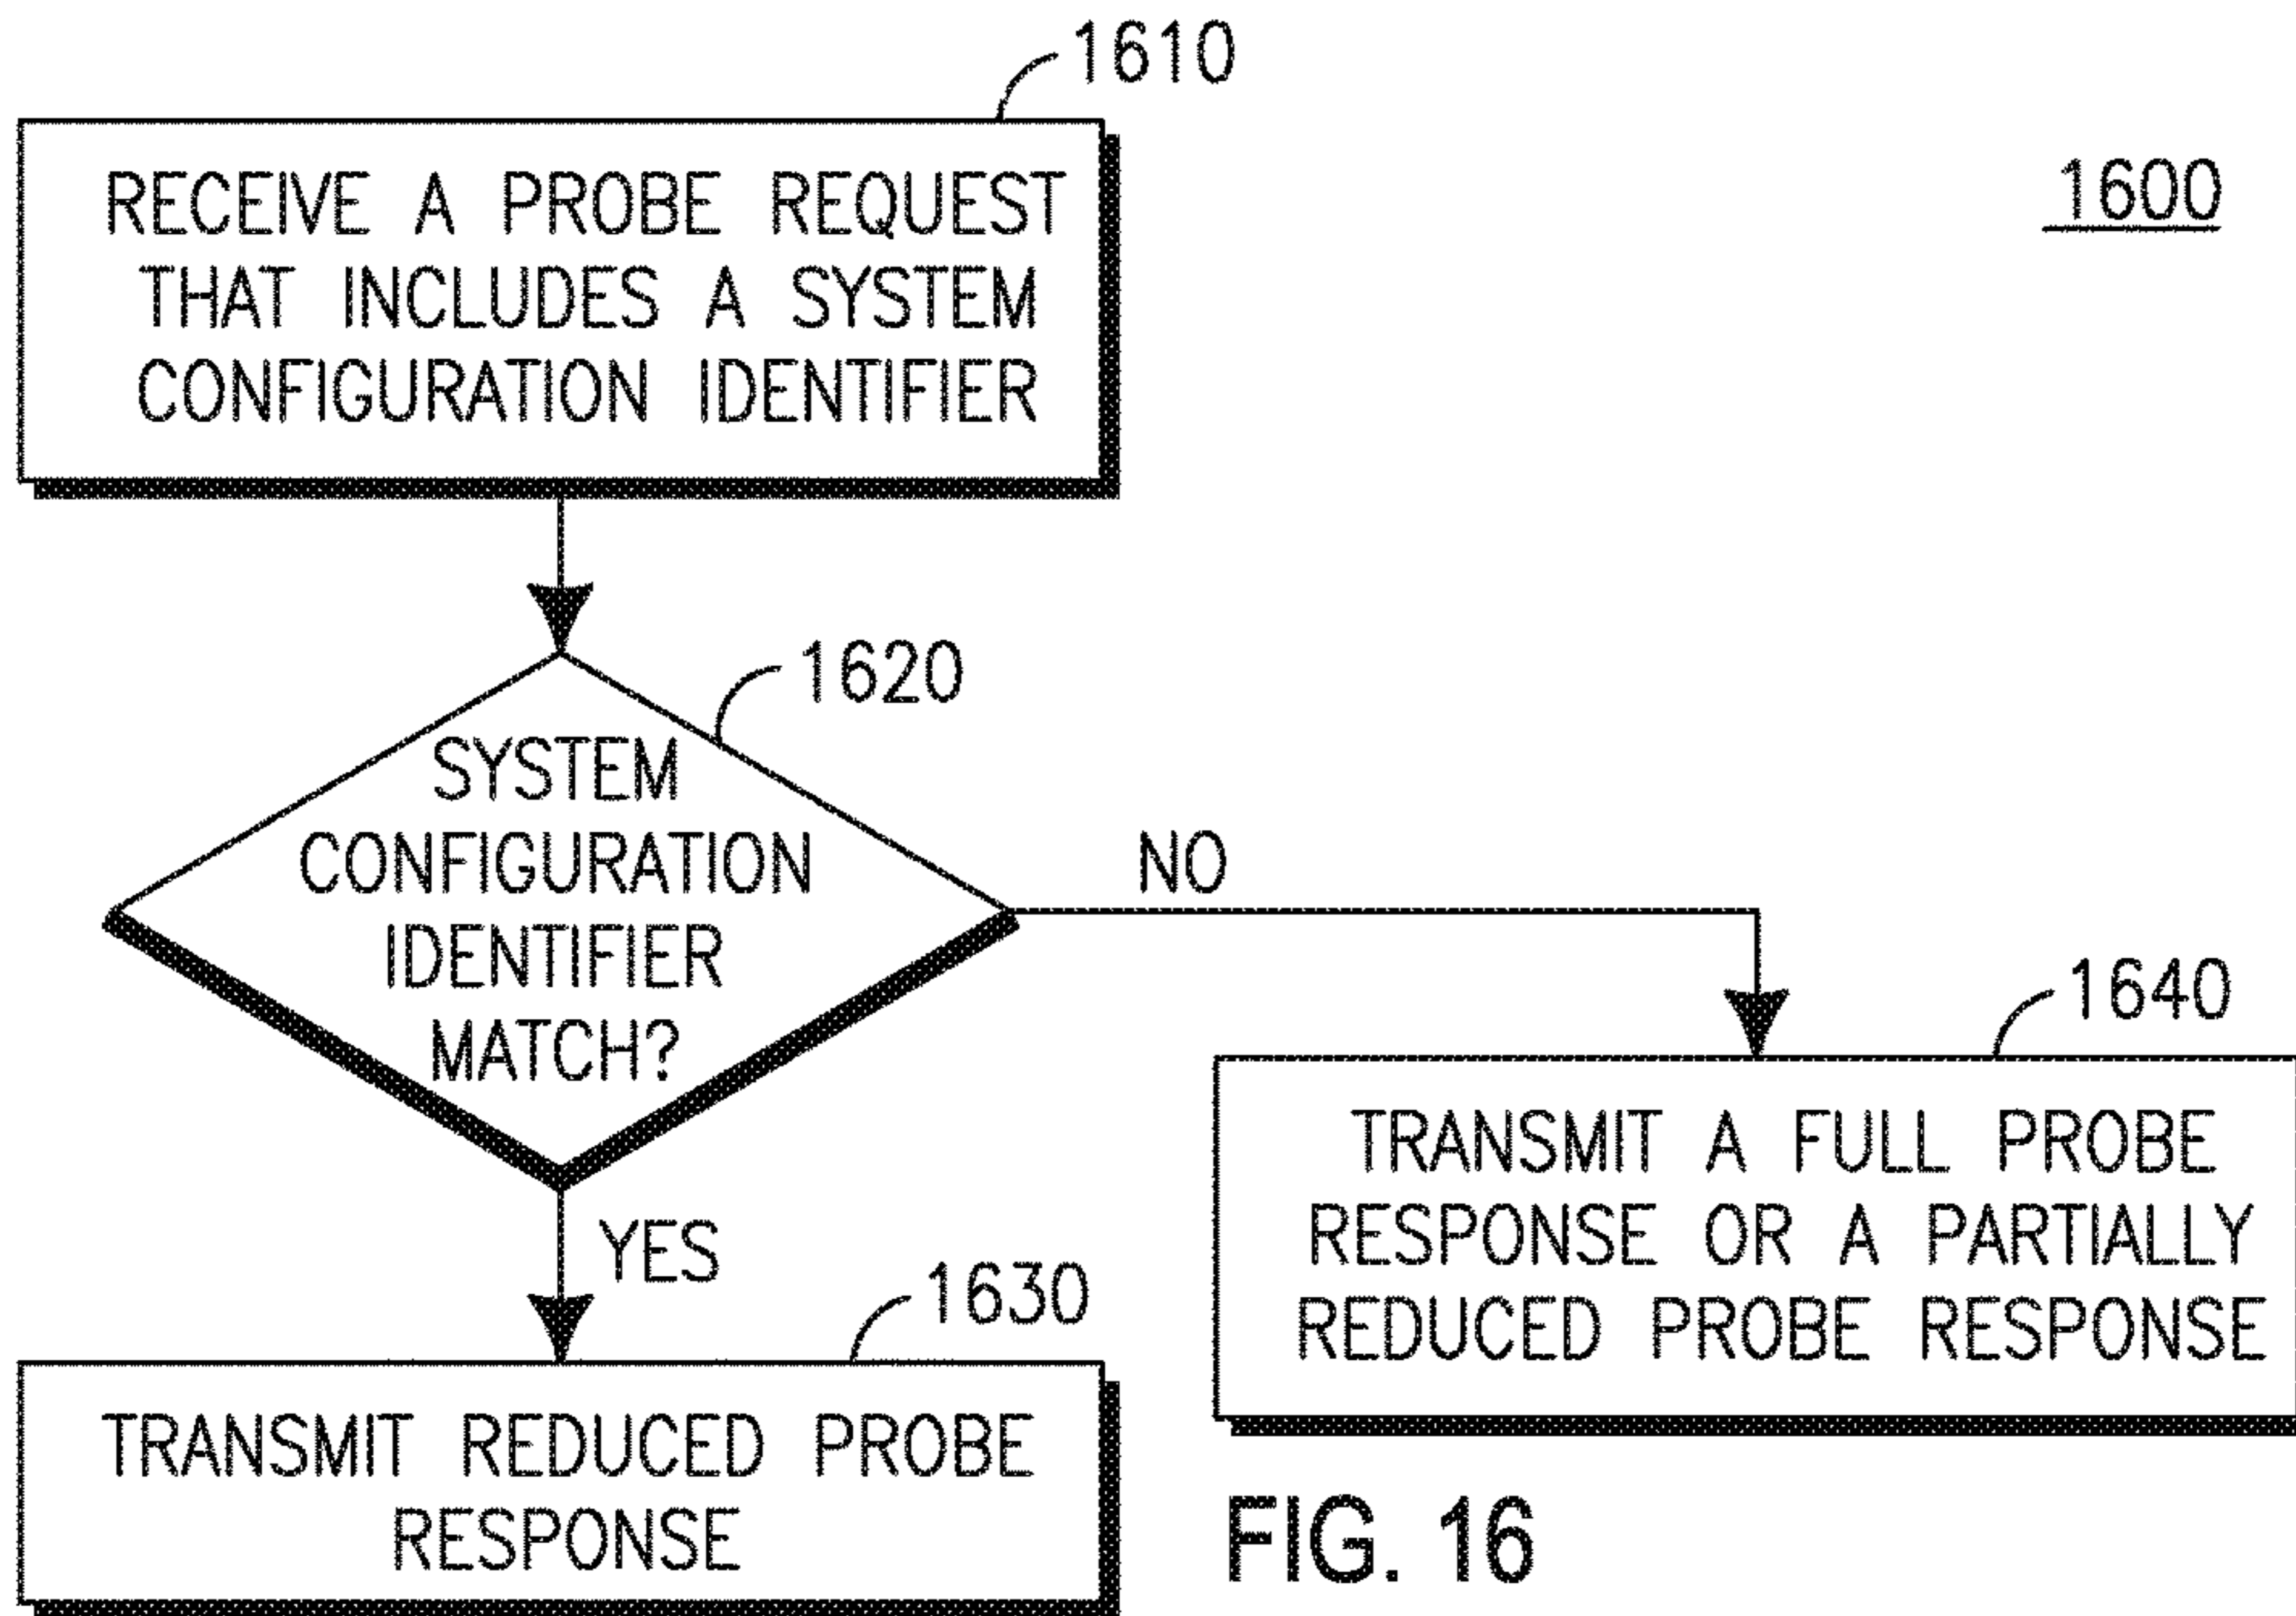 1610
RECEIVE A PROBE REQUEST
THAT INCLUDES A SYSTEM
CONFIGURATION IDENTIFIER
1600
1620
SYSTEM
CONFIGURATION
IDENTIFIER
MATCH?
NO
YES
1640
TRANSMIT A FULL PROBE
RESPONSE OR A PARTIALLY
REDUCED PROBE RESPONSE
1630
TRANSMIT REDUCED PROBE
RESPONSE
FIG. 16